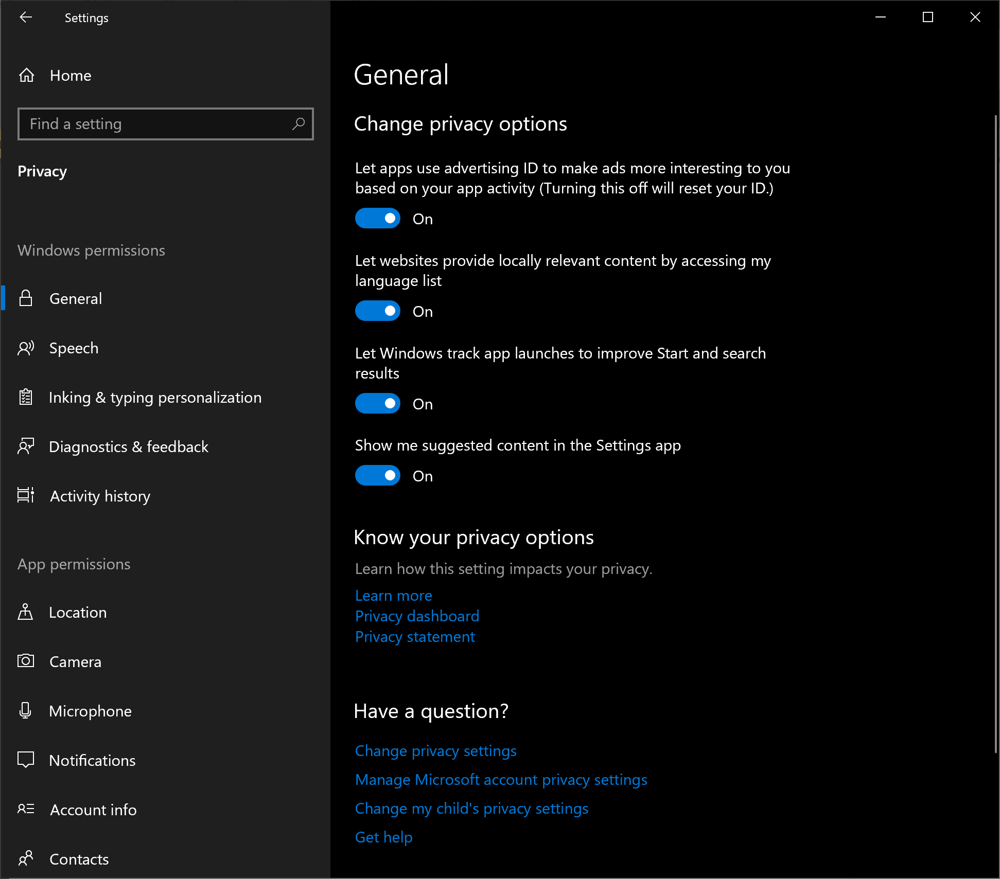 Settings
Home
Find a setting
Privacy
Windows permissions
General
Speech
Inking & typing personalization
Diagnostics & feedback
Activity history
App permissions
Location
Camera
Microphone
Notifications
Account info
Contacts
General
Change privacy options
Let apps use advertising ID to make ads more interesting to you
based on your app activity (Turning this off will reset your ID.)
On
Let websites provide locally relevant content by accessing my
language list
On
Let Windows track app launches to improve Start and search
results
On
Show me suggested content in the Settings app
On
Know your privacy options
Learn how this setting impacts your privacy.
Learn more
Privacy dashboard
Privacy statement
Have a question?
Change privacy settings
Manage Microsoft account privacy settings
Change my child's privacy settings
Get help